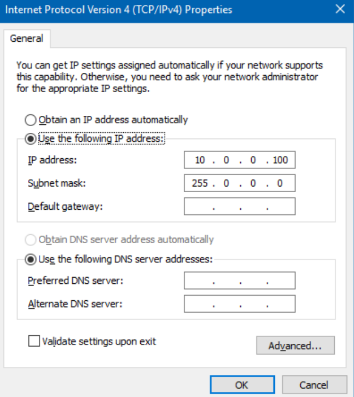 Internet Protocol Version 4 (TCP/IPv4) Properties
General
You can get IP settings assigned automatically if your network supports
this capability. Otherwise, you need to ask your network administrator
for the appropriate IP settings.
Obtain an IP address automatically
Use the following IP address:
IP address: 10 . 0 . 0 . 100
Subnet mask: 255 . 0 . 0 . 0
Default gateway: . . .
Obtain DNS server address automatically
Use the following DNS server addresses:
Preferred DNS server: . . .
Alternate DNS server: . . .
Validate settings upon exit
Advanced...
OK Cancel